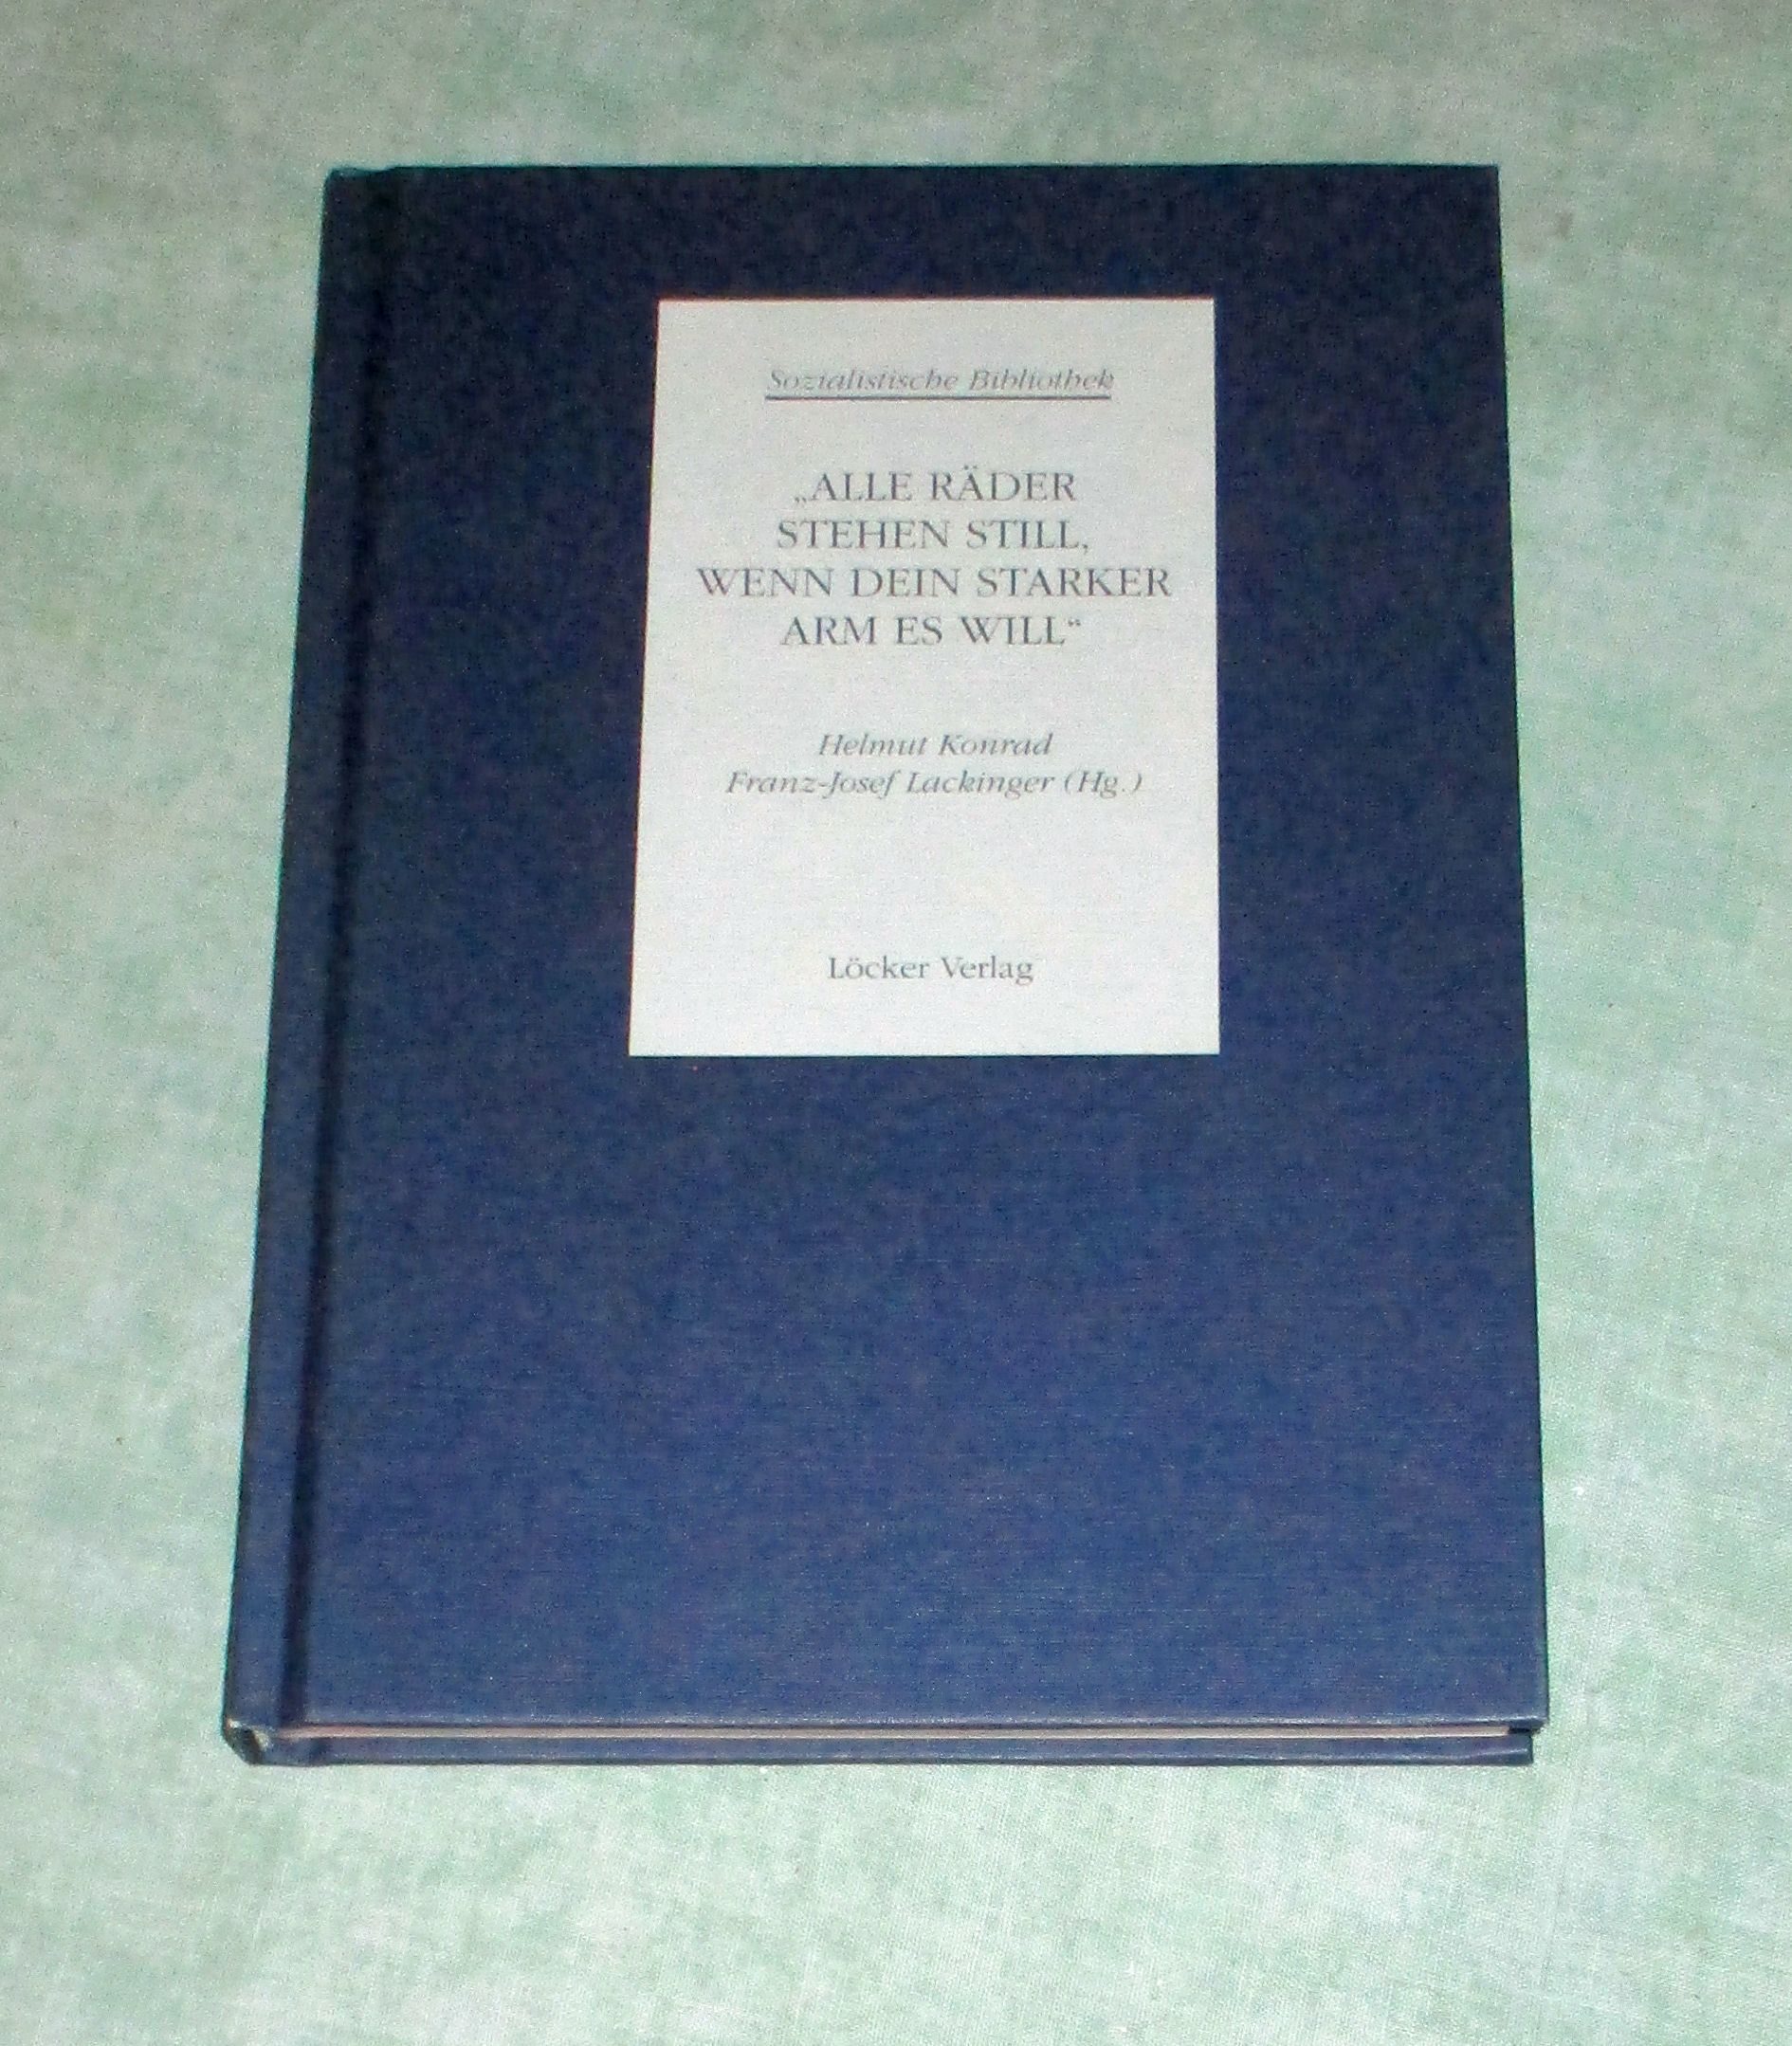 Sozialistische Bibliothek
„ALLE RÄDER
STEHEN STILL,
WENN DEIN STARKER
ARM ES WILL“
Helmut Konrad
Franz-Josef Lackinger (Hg.)
Löcker Verlag